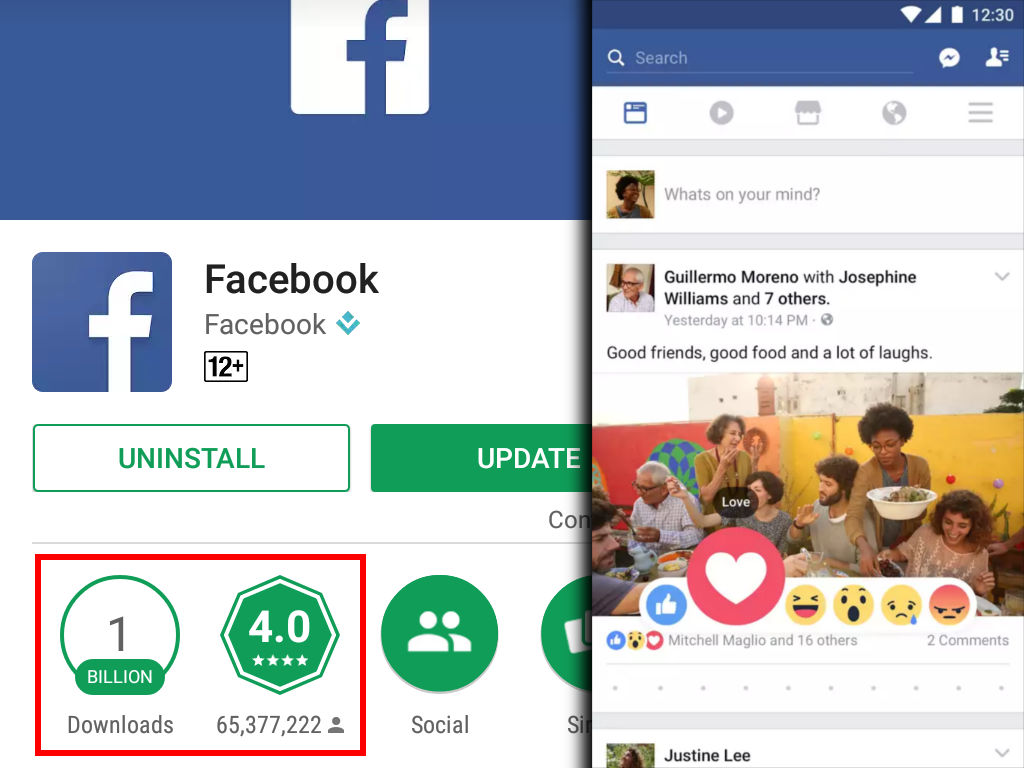 Facebook
Facebook
12+
UNINSTALL
UPDATE
1
BILLION
Downloads
4.0
65,377,222
Social
12:30
Search
Whats on your mind?
Guillermo Moreno with Josephine
Williams and 7 others.
Yesterday at 10:14 PM ·
Good friends, good food and a lot of laughs.
Love
Mitchell Maglio and 16 others
2 Comments
Justine Lee